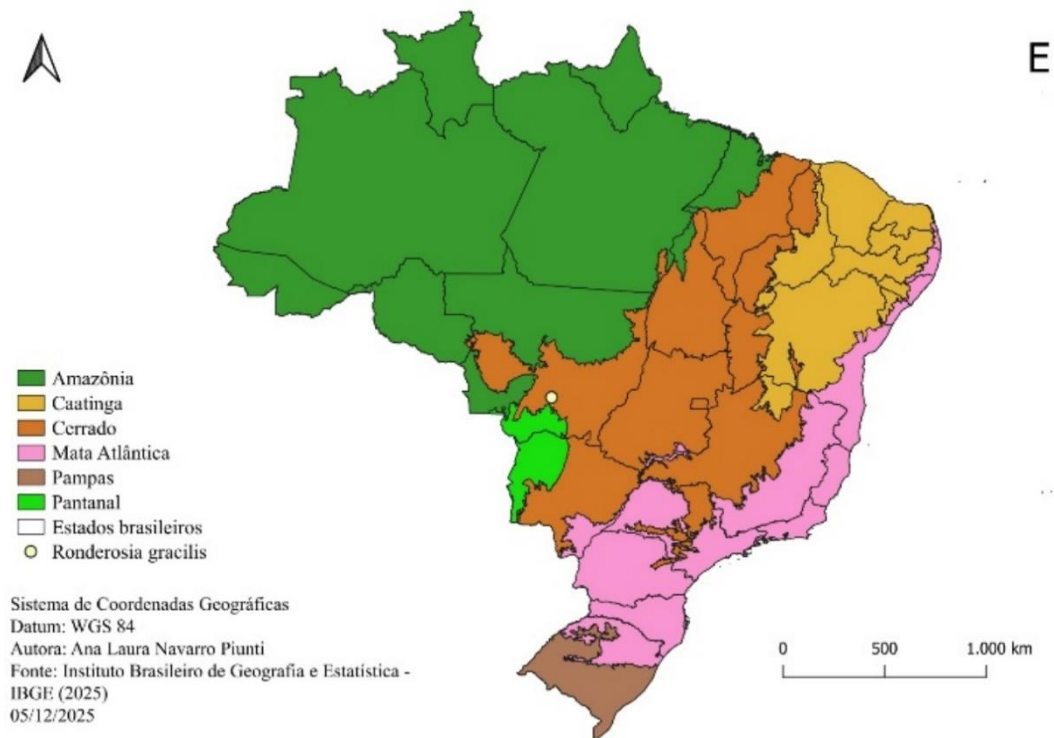 E
Amazônia
Caatinga
Cerrado
Mata Atlântica
Pampas
Pantanal
Estados brasileiros
Ronderosia gracilis
Sistema de Coordenadas Geográficas
Datum: WGS 84
Autora: Ana Laura Navarro Piunti
Fonte: Instituto Brasileiro de Geografia e Estatística -
IBGE (2025)
05/12/2025
0 500 1.000 km